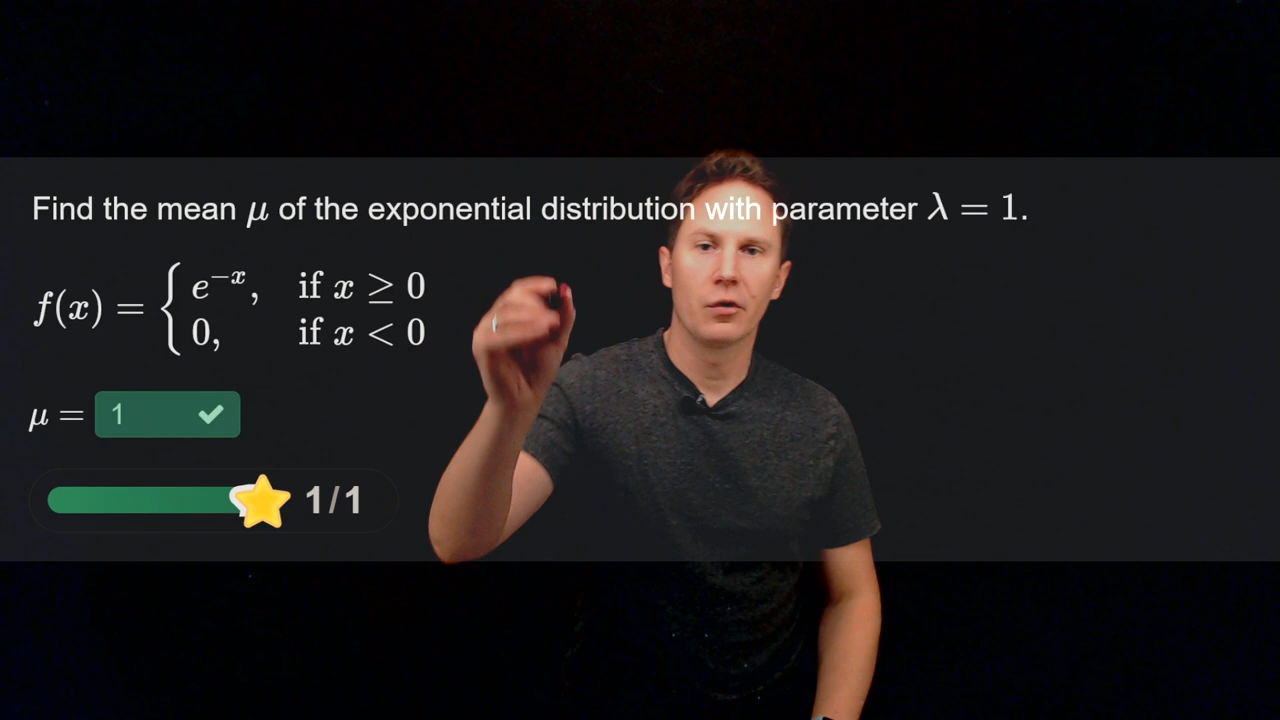 Find the mean μ of the exponential distribution with parameter λ = 1.
f(x) = { e^{−x}, if x ≥ 0
0, if x < 0
μ = 1 ✔
1/1